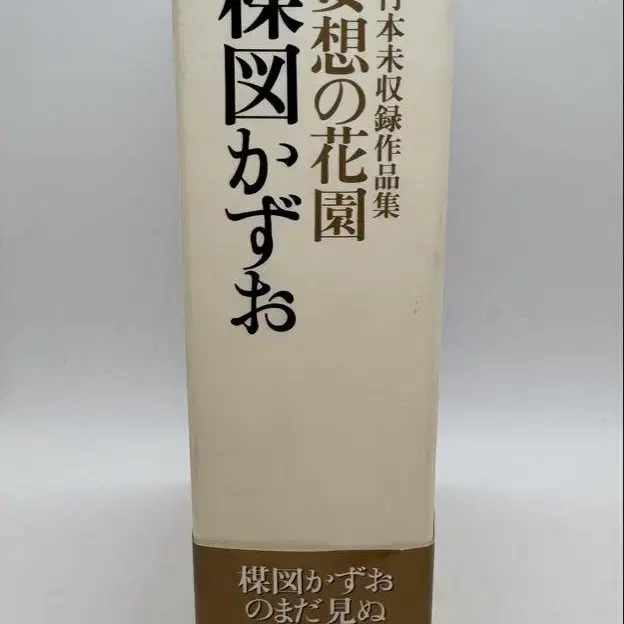 行本未収録作品集
妄想の花園
楳図かずお
楳図かずお
のまだ見ぬ